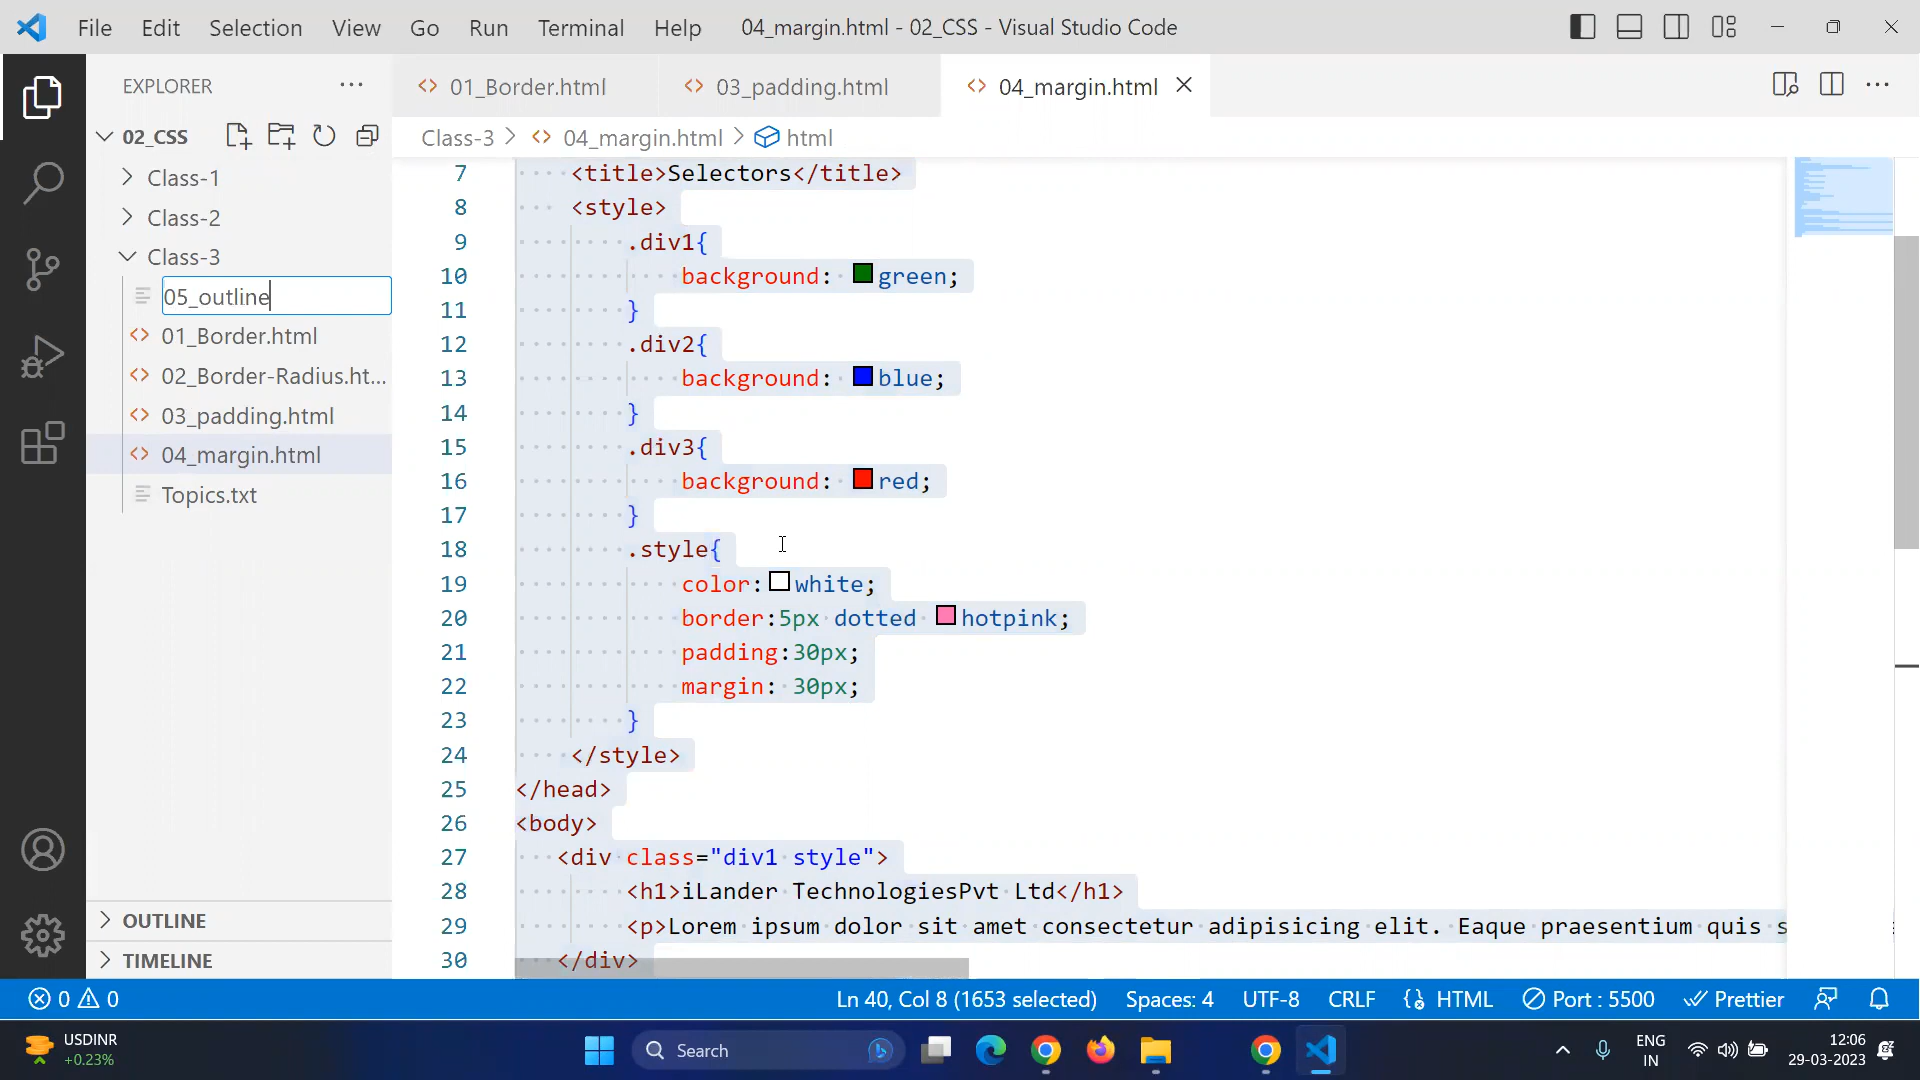 File Edit Selection View Go Run Terminal Help 04_margin.html - 02_CSS - Visual Studio Code
EXPLORER
01_Border.html 03_padding.html 04_margin.html
02_CSS
Class-3 > 04_margin.html > html
Class-1
Class-2
Class-3
05_outline
01_Border.html
02_Border-Radius.ht...
03_padding.html
04_margin.html
Topics.txt
OUTLINE
TIMELINE
7 <title>Selectors</title>
8 <style>
9 .div1{
10 background: green;
11 }
12 .div2{
13 background: blue;
14 }
15 .div3{
16 background: red;
17 }
18 .style{
19 color: white;
20 border:5px dotted hotpink;
21 padding:30px;
22 margin: 30px;
23 }
24 </style>
25 </head>
26 <body>
27 <div class="div1 style">
28 <h1>iLander TechnologiesPvt Ltd</h1>
29 <p>Lorem ipsum dolor sit amet consectetur adipisicing elit. Eaque praesentium quis s
30 </div>
0 0 Ln 40, Col 8 (1653 selected) Spaces: 4 UTF-8 CRLF HTML Port : 5500 Prettier
USDINR
+0.23%
Search
ENG
IN
12:06
29-03-2023